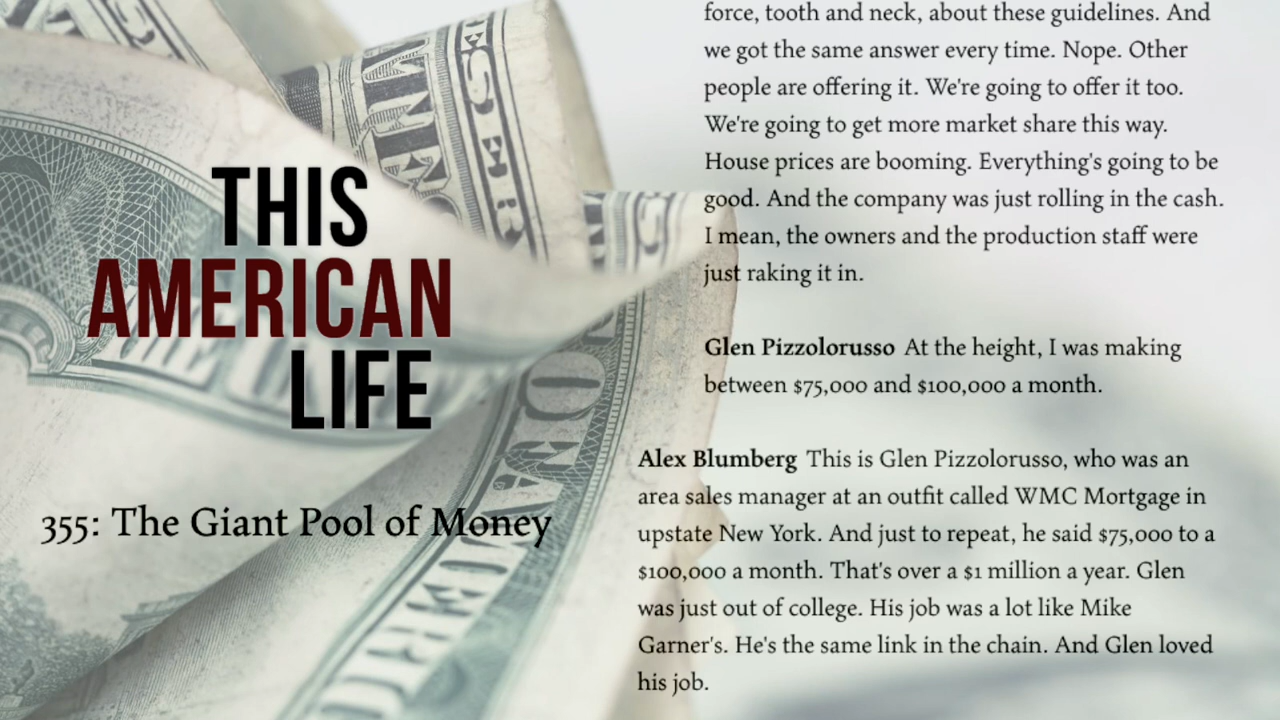 THIS
AMERICAN
LIFE
355: The Giant Pool of Money
force, tooth and neck, about these guidelines. And
we got the same answer every time. Nope. Other
people are offering it. We're going to offer it too.
We're going to get more market share this way.
House prices are booming. Everything's going to be
good. And the company was just rolling in the cash.
I mean, the owners and the production staff were
just raking it in.
Glen Pizzolorusso At the height, I was making
between $75,000 and $100,000 a month.
Alex Blumberg This is Glen Pizzolorusso, who was an
area sales manager at an outfit called WMC Mortgage in
upstate New York. And just to repeat, he said $75,000 to a
$100,000 a month. That's over a $1 million a year. Glen
was just out of college. His job was a lot like Mike
Garner's. He's the same link in the chain. And Glen loved
his job.